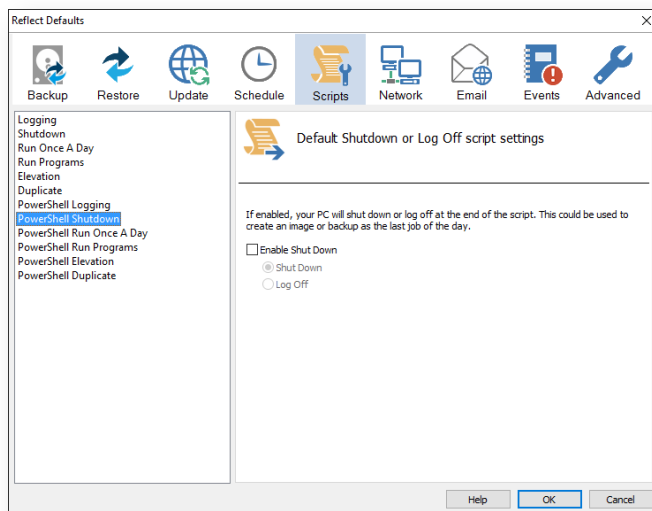 Reflect Defaults
Backup
Restore
Update
Schedule
Scripts
Network
Email
Events
Advanced
Logging
Shutdown
Run Once A Day
Run Programs
Elevation
Duplicate
PowerShell Logging
PowerShell Shutdown
PowerShell Run Once A Day
PowerShell Run Programs
PowerShell Elevation
PowerShell Duplicate
Default Shutdown or Log Off script settings
If enabled, your PC will shut down or log off at the end of the script. This could be used to
create an image or backup as the last job of the day.
Enable Shut Down
Shut Down
Log Off
Help
OK
Cancel